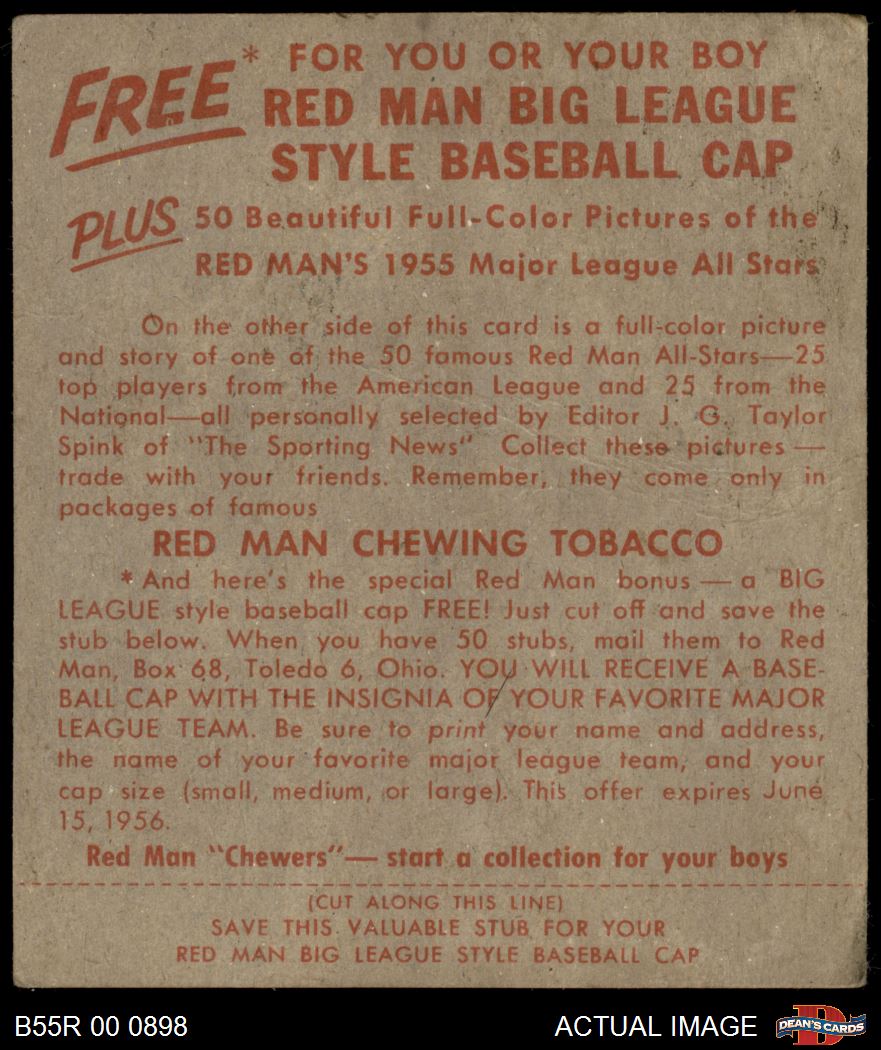 FREE* FOR YOU OR YOUR BOY
RED MAN BIG LEAGUE
STYLE BASEBALL CAP
PLUS 50 Beautiful Full-Color Pictures of the
RED MAN'S 1955 Major League All Stars
On the other side of this card is a full-color picture
and story of one of the 50 famous Red Man All-Stars—25
top players from the American League and 25 from the
National—all personally selected by Editor J. G. Taylor
Spink of "The Sporting News" Collect these pictures —
trade with your friends. Remember, they come only in
packages of famous
RED MAN CHEWING TOBACCO
*And here's the special Red Man bonus — a BIG
LEAGUE style baseball cap FREE! Just cut off and save the
stub below. When you have 50 stubs, mail them to Red
Man, Box 68, Toledo 6, Ohio. YOU WILL RECEIVE A BASE-
BALL CAP WITH THE INSIGNIA OF YOUR FAVORITE MAJOR
LEAGUE TEAM. Be sure to print your name and address,
the name of your favorite major league team, and your
cap size (small, medium, or large). This offer expires June
15, 1956.
Red Man "Chewers"— start a collection for your boys
(CUT ALONG THIS LINE)
SAVE THIS VALUABLE STUB FOR YOUR
RED MAN BIG LEAGUE STYLE BASEBALL CAP
B55R 00 0898 ACTUAL IMAGE D DEAN'S CARDS